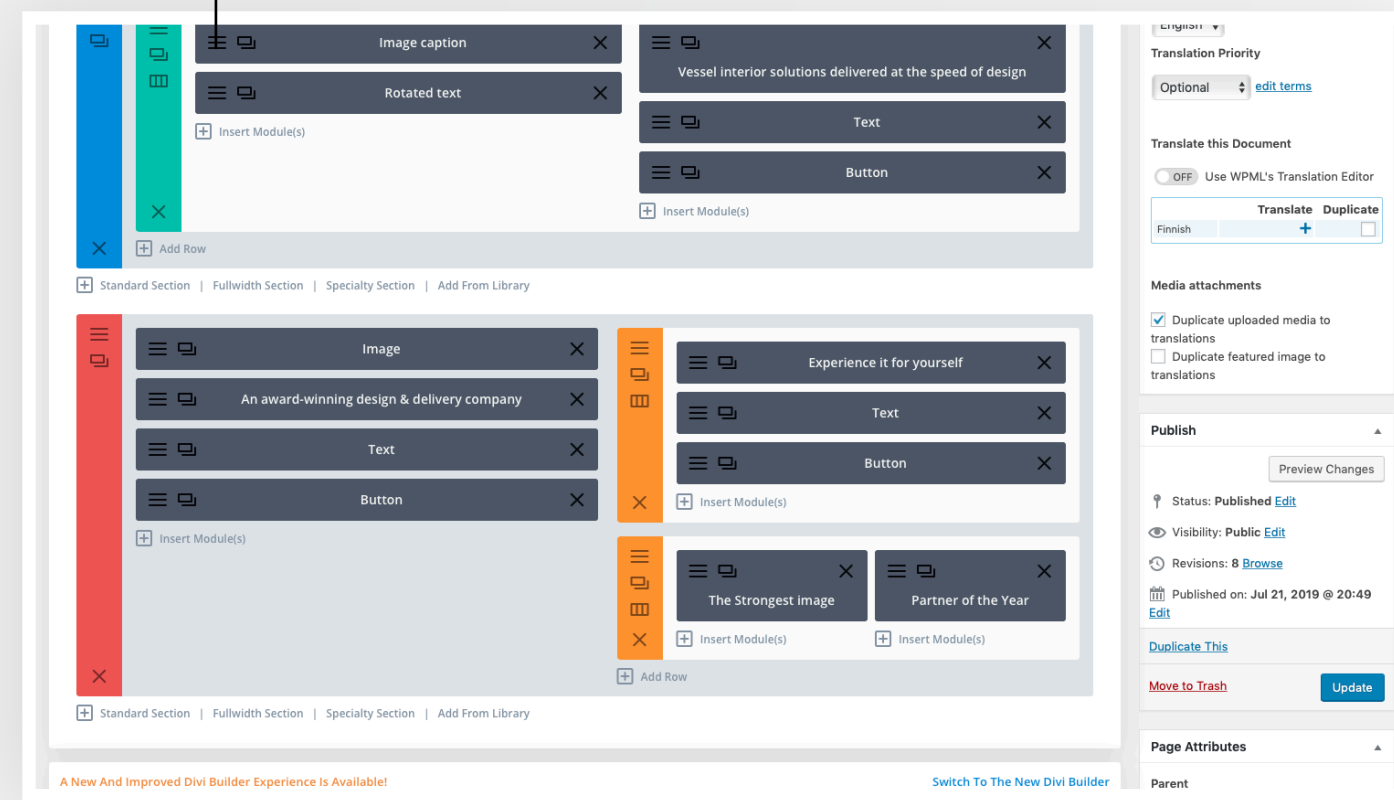 Image caption
Rotated text
Insert Module(s)
Vessel interior solutions delivered at the speed of design
Text
Button
Insert Module(s)
Add Row
Standard Section | Fullwidth Section | Specialty Section | Add From Library
Image
An award-winning design & delivery company
Text
Button
Insert Module(s)
Experience it for yourself
Text
Button
Insert Module(s)
The Strongest image
Insert Module(s)
Partner of the Year
Insert Module(s)
Add Row
Standard Section | Fullwidth Section | Specialty Section | Add From Library
A New And Improved Divi Builder Experience Is Available!
Switch To The New Divi Builder
English
Translation Priority
Optional edit terms
Translate this Document
OFF Use WPML's Translation Editor
Translate Duplicate
Finnish
Media attachments
Duplicate uploaded media to
translations
Duplicate featured image to
translations
Publish
Preview Changes
Status: Published Edit
Visibility: Public Edit
Revisions: 8 Browse
Published on: Jul 21, 2019 @ 20:49
Edit
Duplicate This
Move to Trash
Update
Page Attributes
Parent